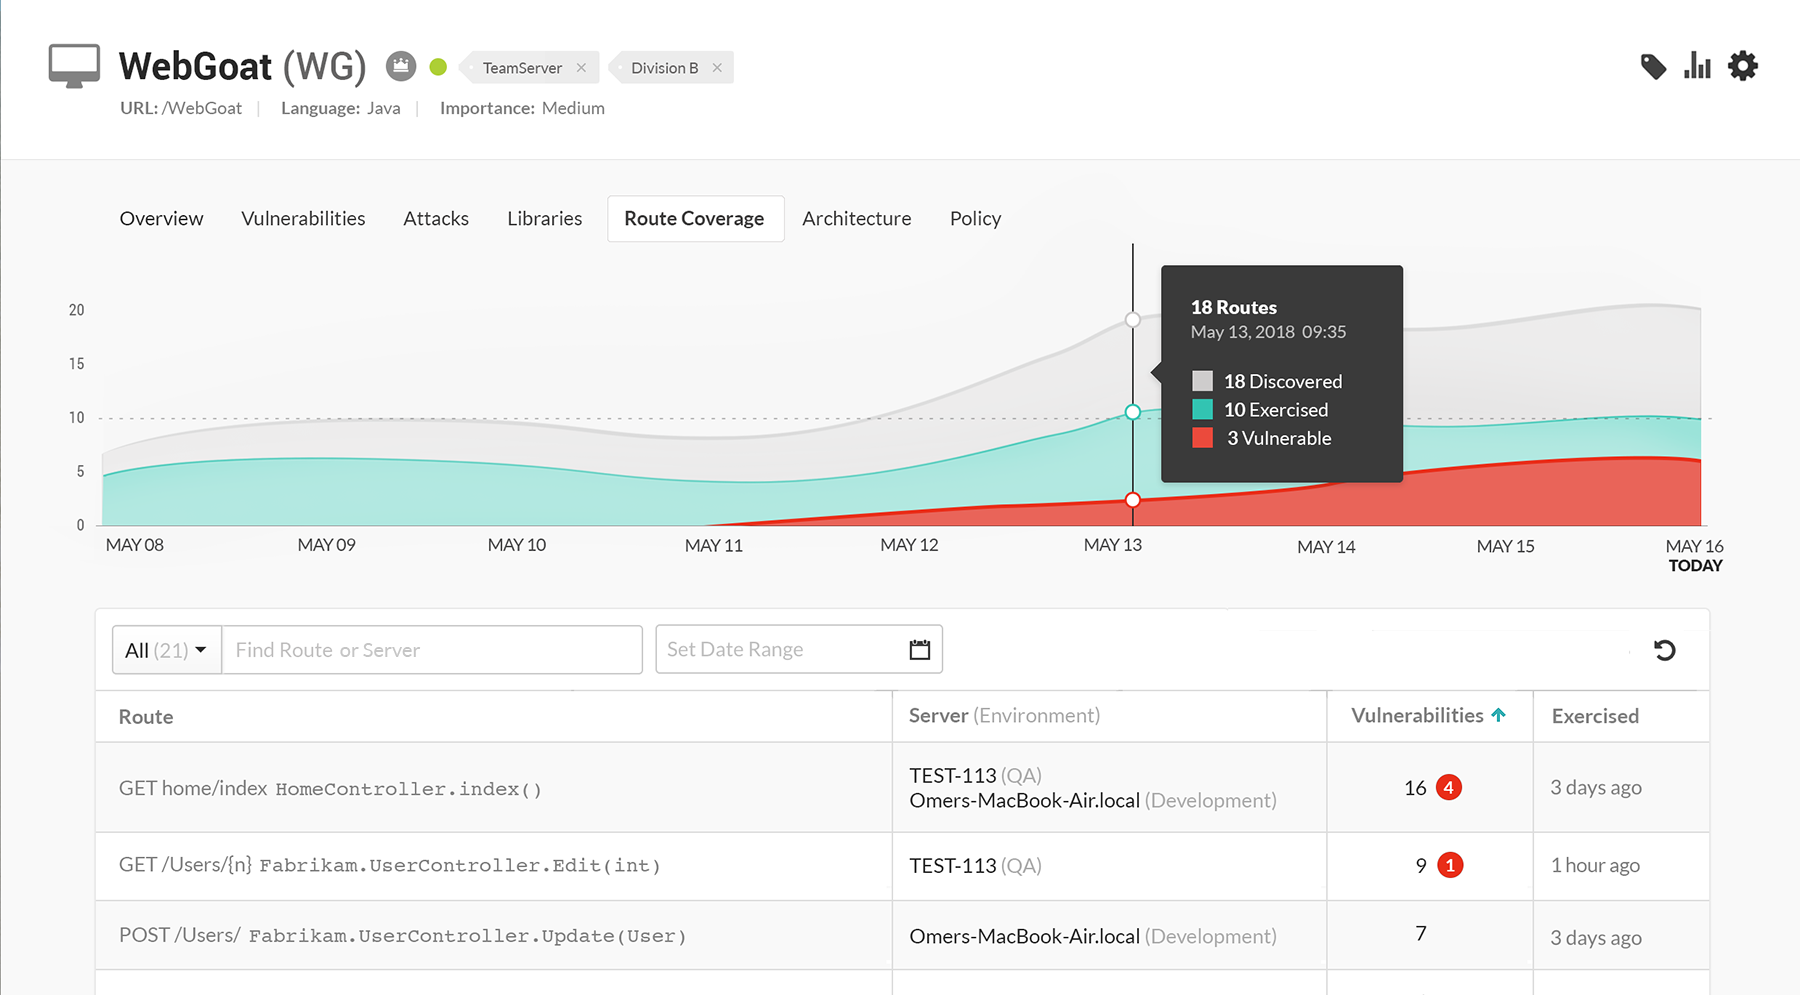 WebGoat (WG)
TeamServer ×
Division B ×
URL: /WebGoat | Language: Java | Importance: Medium
Overview Vulnerabilities Attacks Libraries Route Coverage Architecture Policy
18 Routes
May 13, 2018 09:35
18 Discovered
10 Exercised
3 Vulnerable
20
15
10
5
0
MAY 08 MAY 09 MAY 10 MAY 11 MAY 12 MAY 13 MAY 14 MAY 15 MAY 16
TODAY
All (21) Find Route or Server Set Date Range
Route Server (Environment) Vulnerabilities Exercised
GET home/index HomeController.index() TEST-113 (QA) 16 4 3 days ago
Omers-MacBook-Air.local (Development)
GET /Users/{n} Fabrikam.UserController.Edit(int) TEST-113 (QA) 9 1 1 hour ago
POST /Users/ Fabrikam.UserController.Update(User) Omers-MacBook-Air.local (Development) 7 3 days ago